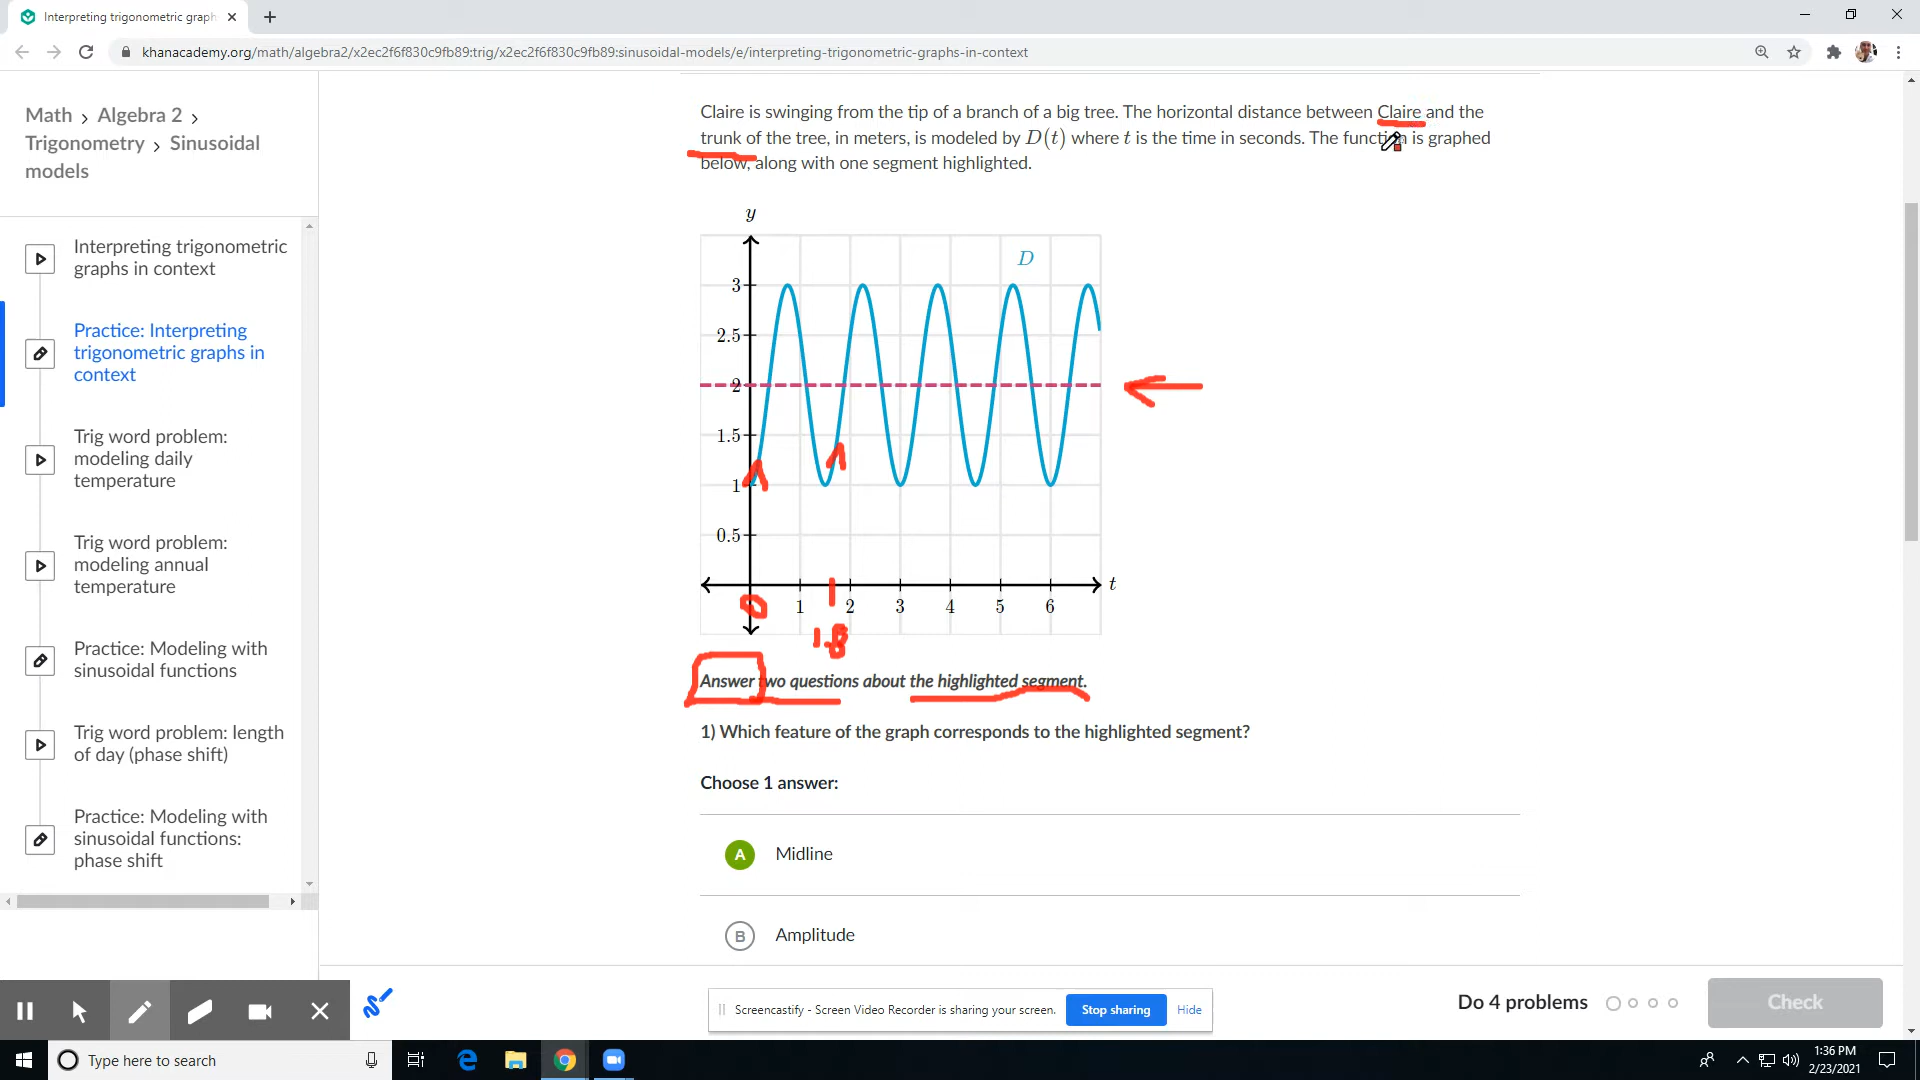 Interpreting trigonometric graph
khanacademy.org/math/algebra2/x2ec2f6f830c9fb89:trig/x2ec2f6f830c9fb89:sinusoidal-models/e/interpreting-trigonometric-graphs-in-context
Math › Algebra 2 ›
Trigonometry › Sinusoidal
models
Interpreting trigonometric
graphs in context
Practice: Interpreting
trigonometric graphs in
context
Trig word problem:
modeling daily
temperature
Trig word problem:
modeling annual
temperature
Practice: Modeling with
sinusoidal functions
Trig word problem: length
of day (phase shift)
Practice: Modeling with
sinusoidal functions:
phase shift
Claire is swinging from the tip of a branch of a big tree. The horizontal distance between Claire and the
trunk of the tree, in meters, is modeled by D(t) where t is the time in seconds. The function is graphed
below, along with one segment highlighted.
y
D
3
2.5
2
1.5
1
0.5
t
0 1 2 3 4 5 6
1.8
Answer two questions about the highlighted segment.
1) Which feature of the graph corresponds to the highlighted segment?
Choose 1 answer:
A Midline
B Amplitude
Do 4 problems
Check
Screencastify - Screen Video Recorder is sharing your screen.
Stop sharing
Hide
Type here to search
1:36 PM
2/23/2021